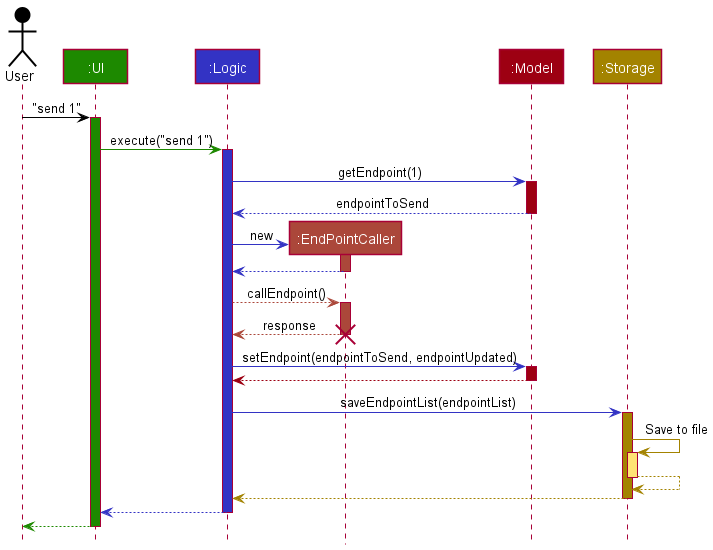 User
:UI
:Logic
:Model
:Storage
"send 1"
execute("send 1")
getEndpoint(1)
endpointToSend
new
:EndPointCaller
callEndpoint()
response
setEndpoint(endpointToSend, endpointUpdated)
saveEndpointList(endpointList)
Save to file